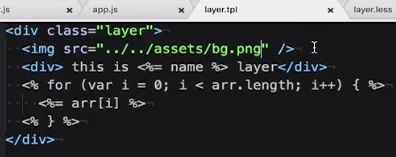 .js × app.js × layer.tpl × layer.less
<div class="layer">¬
<img src="../../assets/bg.png" />¬
<div> this is <%= name %> layer</div>¬
<% for (var i = 0; i < arr.length; i++) { %>¬
<%= arr[i] %>¬
<% } %>¬
</div>¬